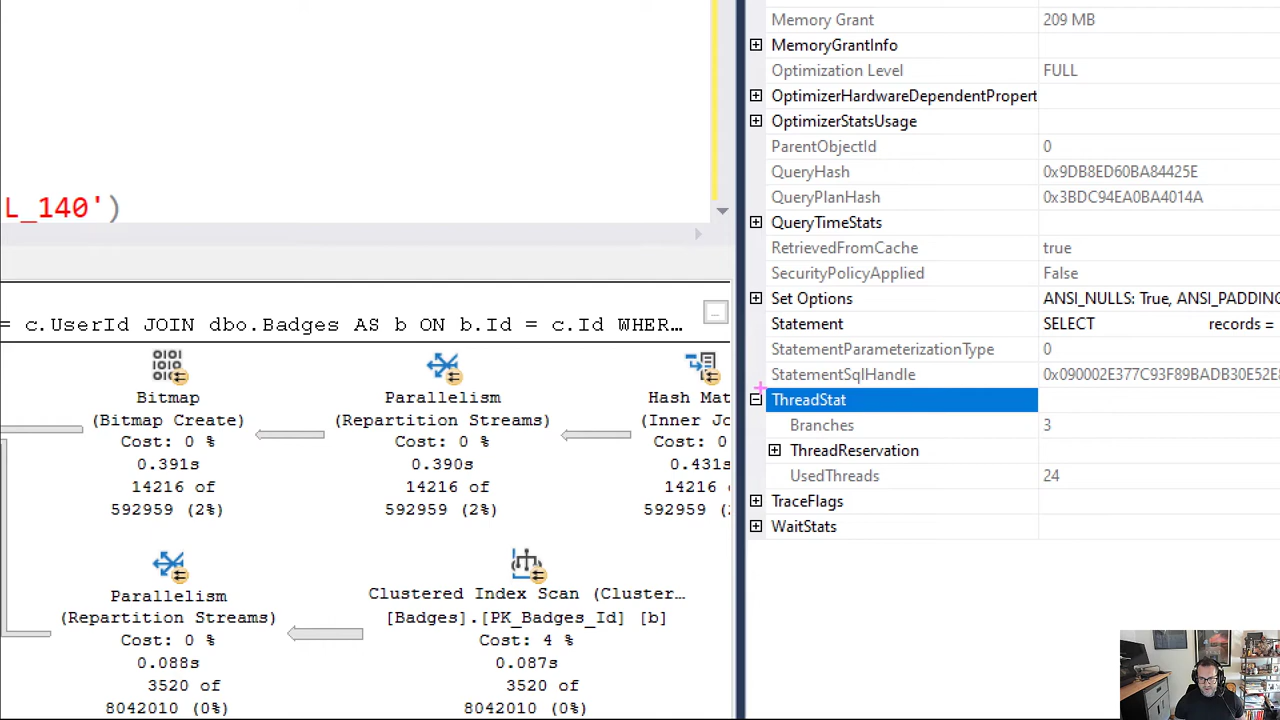 L_140')
= c.UserId JOIN dbo.Badges AS b ON b.Id = c.Id WHER…
Bitmap
(Bitmap Create)
Cost: 0 %
0.391s
14216 of
592959 (2%)
Parallelism
(Repartition Streams)
Cost: 0 %
0.390s
14216 of
592959 (2%)
Hash Mat
(Inner Jo
Cost: 0
0.431s
14216
592959 (
Parallelism
(Repartition Streams)
Cost: 0 %
0.088s
3520 of
8042010 (0%)
Clustered Index Scan (Cluster…
[Badges].[PK_Badges_Id] [b]
Cost: 4 %
0.087s
3520 of
8042010 (0%)
Memory Grant 209 MB
MemoryGrantInfo
Optimization Level FULL
OptimizerHardwareDependentPropert
OptimizerStatsUsage
ParentObjectId 0
QueryHash 0x9DB8ED60BA84425E
QueryPlanHash 0x3BDC94EA0BA4014A
QueryTimeStats
RetrievedFromCache true
SecurityPolicyApplied False
Set Options ANSI_NULLS: True, ANSI_PADDING
Statement SELECT records =
StatementParameterizationType 0
StatementSqlHandle 0x090002E377C93F89BADB30E52E8
ThreadStat
Branches 3
ThreadReservation
UsedThreads 24
TraceFlags
WaitStats